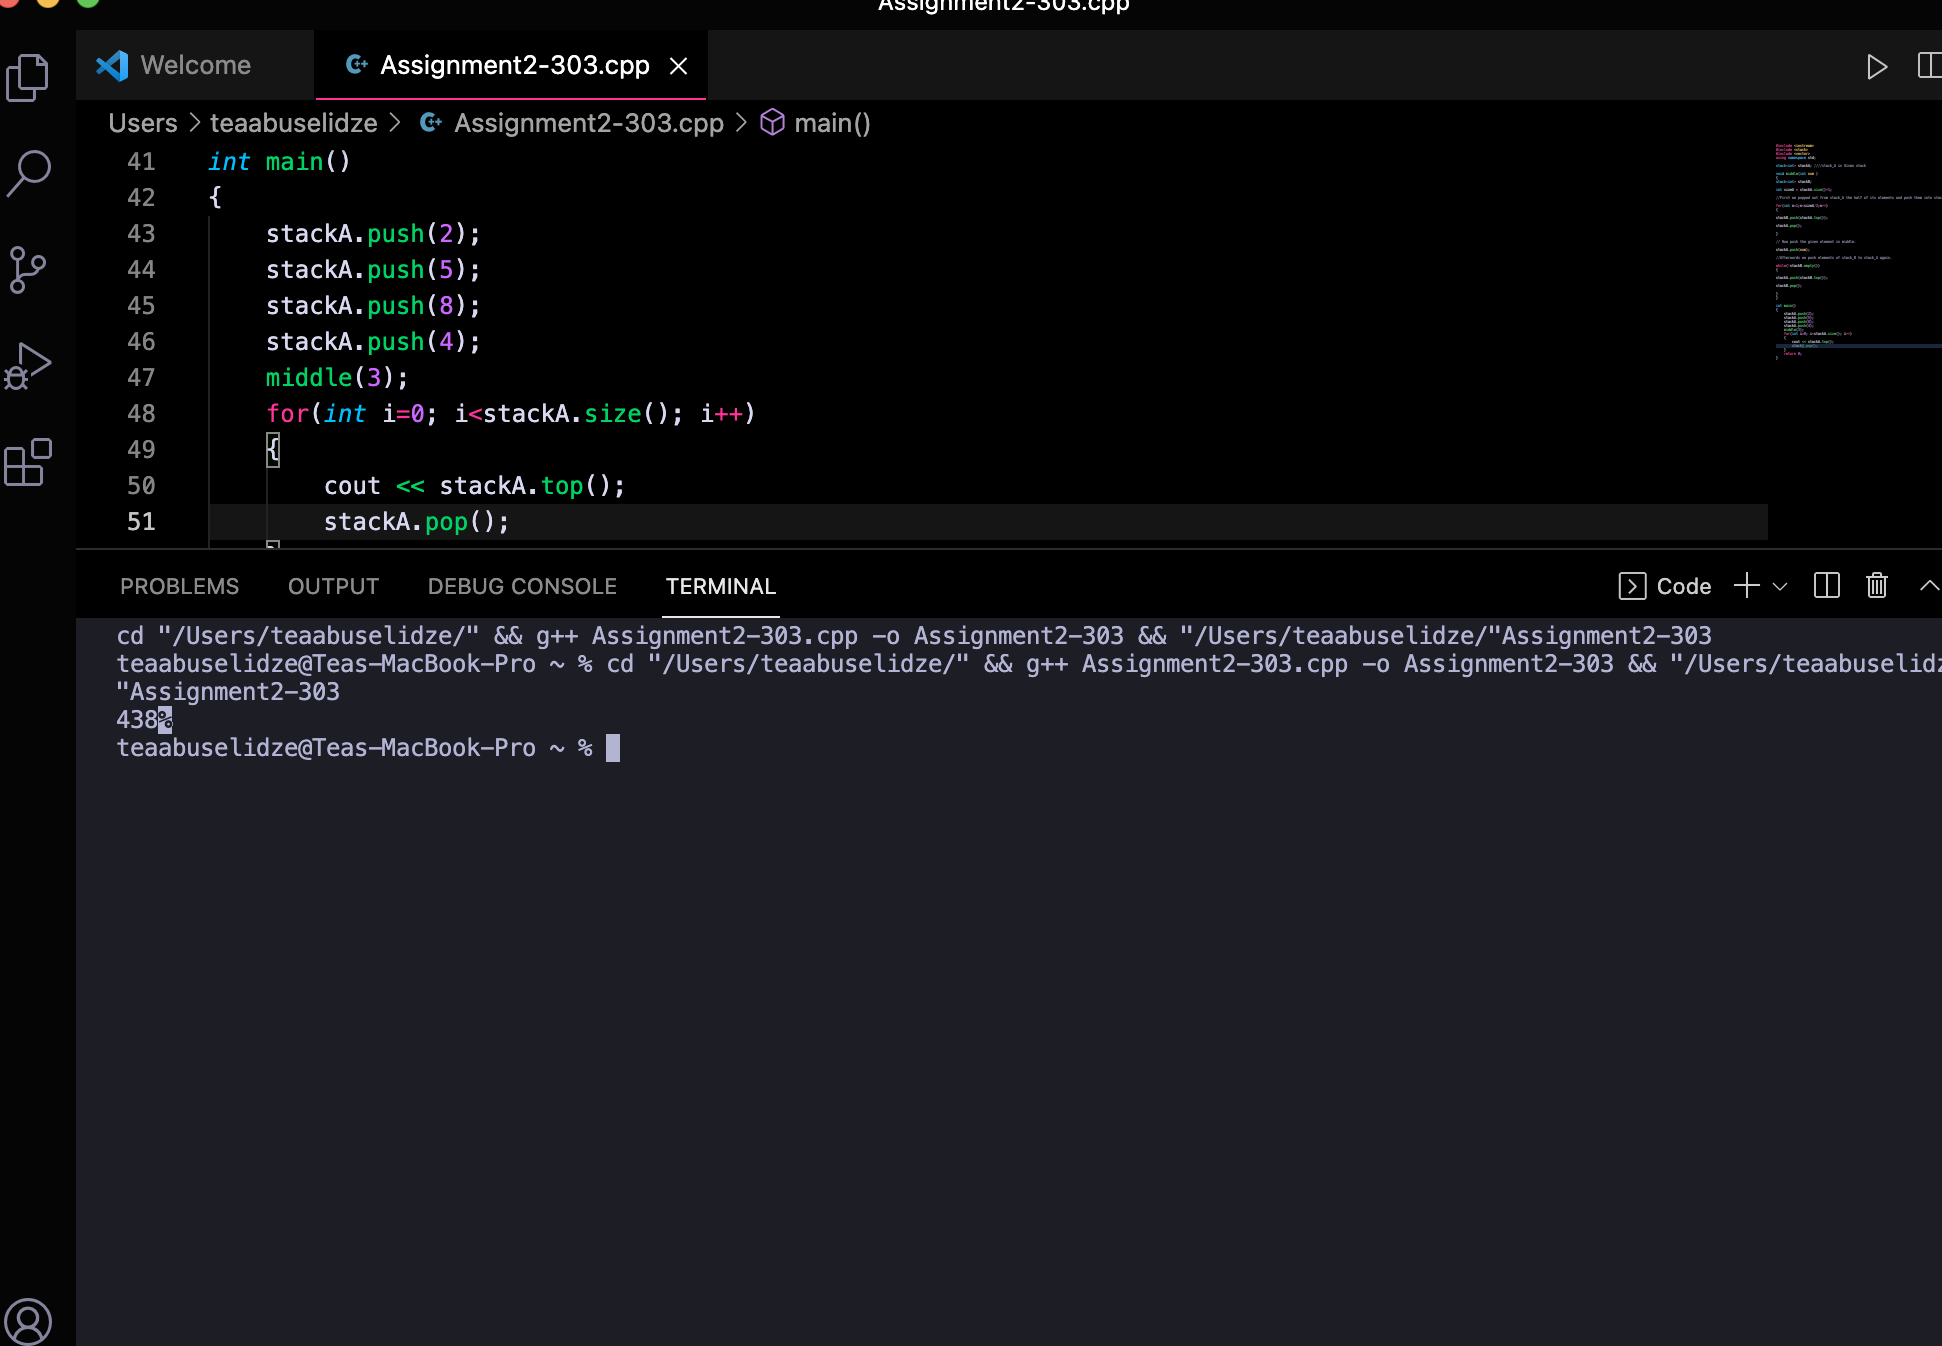 Assignment2-303.cpp
Welcome
Assignment2-303.cpp
Users > teaabuselidze > Assignment2-303.cpp > main()
41 int main()
42 {
43 stackA.push(2);
44 stackA.push(5);
45 stackA.push(8);
46 stackA.push(4);
47 middle(3);
48 for(int i=0; i<stackA.size(); i++)
49 {
50 cout << stackA.top();
51 stackA.pop();
PROBLEMS OUTPUT DEBUG CONSOLE TERMINAL Code
cd "/Users/teaabuselidze/" && g++ Assignment2-303.cpp -o Assignment2-303 && "/Users/teaabuselidze/"Assignment2-303
teaabuselidze@Teas-MacBook-Pro ~ % cd "/Users/teaabuselidze/" && g++ Assignment2-303.cpp -o Assignment2-303 && "/Users/teaabuselidz
"Assignment2-303
438%
teaabuselidze@Teas-MacBook-Pro ~ %